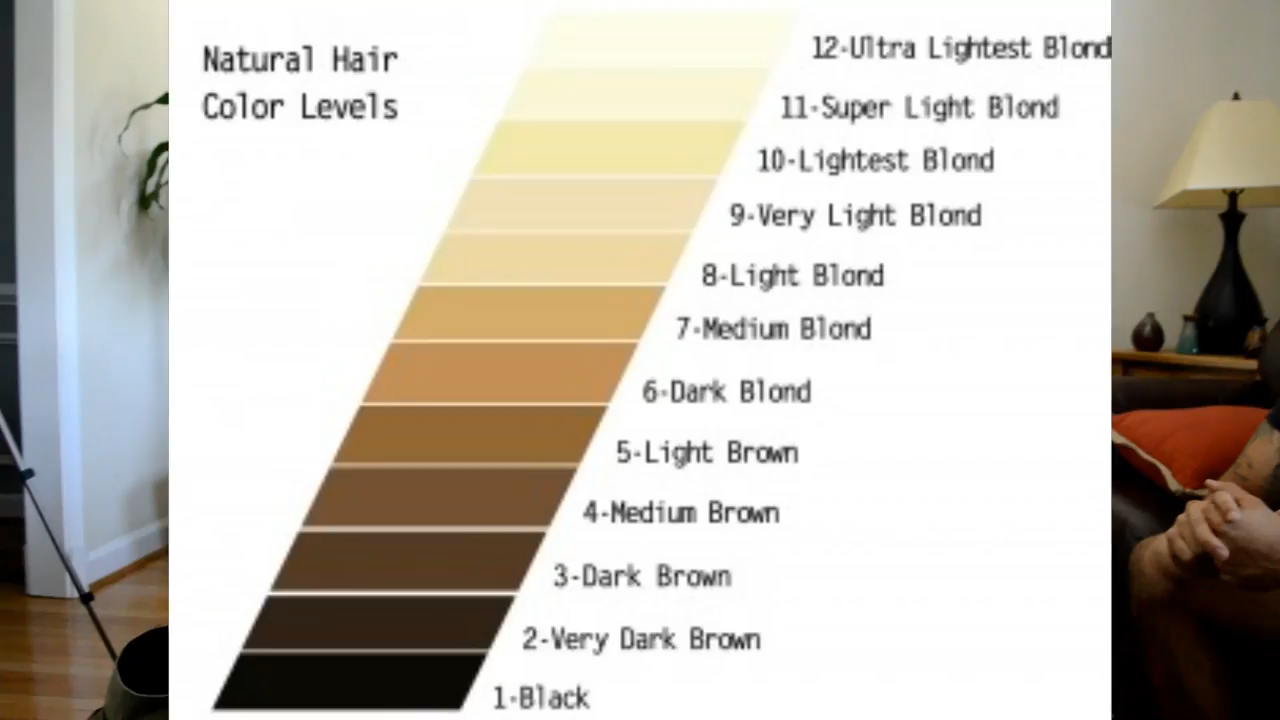 Natural Hair
Color Levels
12-Ultra Lightest Blond
11-Super Light Blond
10-Lightest Blond
9-Very Light Blond
8-Light Blond
7-Medium Blond
6-Dark Blond
5-Light Brown
4-Medium Brown
3-Dark Brown
2-Very Dark Brown
1-Black